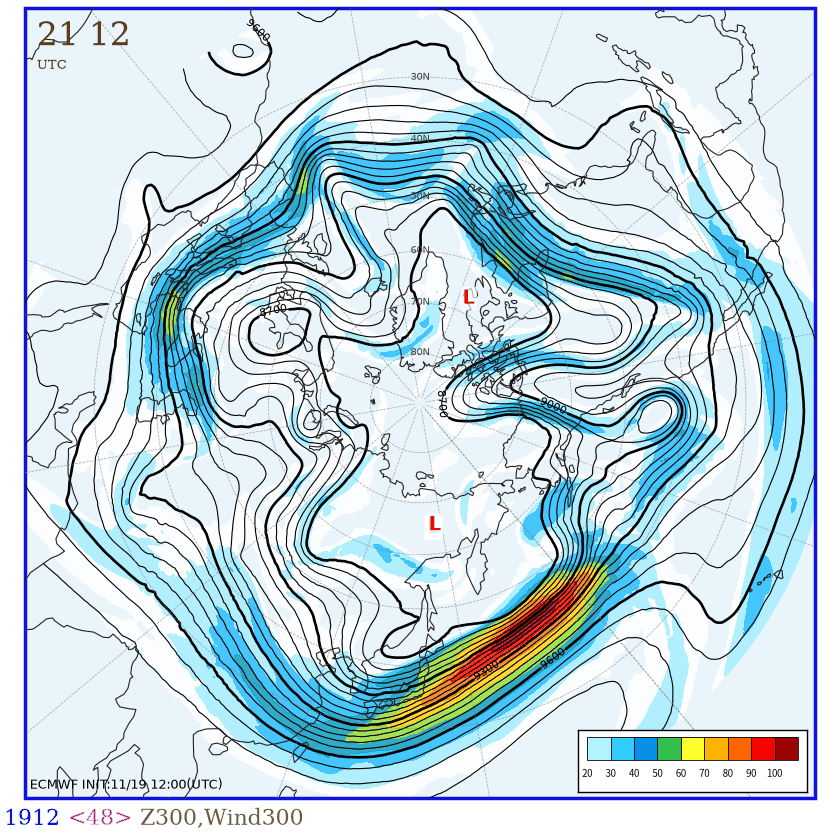 21 12
UTC
9600
30N
40N
50N
60N
70N
80N
L
8700
8700
9000
L
9300
9600
20 30 40 50 60 70 80 90 100
ECMWF INIT:11/19 12:00(UTC)
1912 <48> Z300,Wind300